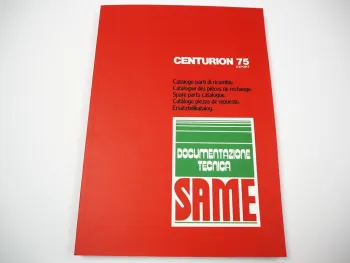 CENTURION 75
EXPORT
Catalogo parti di ricambio.
Catalogue des pièces de rechange.
Spare parts catalogue.
Catálogo piezas de repuesto.
Ersatzteilkatalog.
DOCUMENTAZIONE
TECNICA
SAME